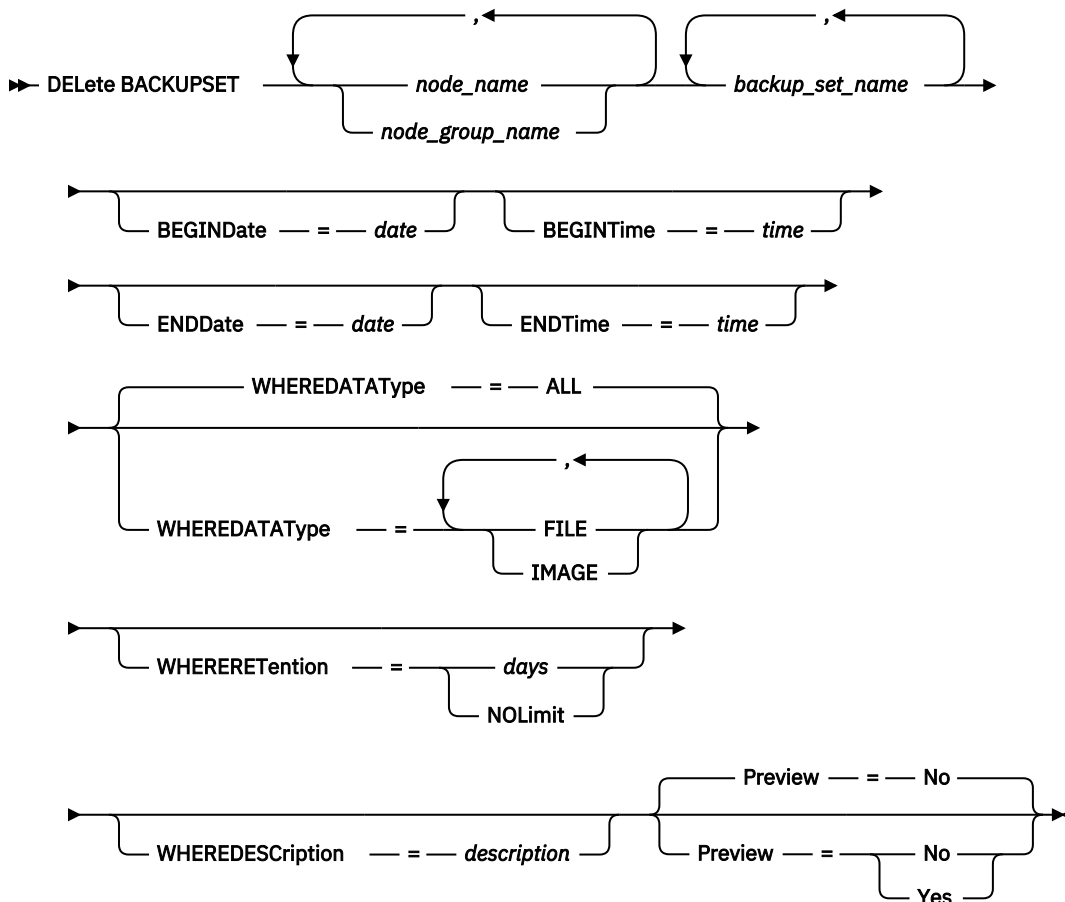 ,
,
DELete BACKUPSET node_name backup_set_name
node_group_name
BEGINDate = date BEGINTime = time
ENDDate = date ENDTime = time
WHEREDATAType = ALL
,
WHEREDATAType = FILE
IMAGE
WHERERETention = days
NOLimit
Preview = No
WHEREDESCription = description Preview = No
Yes